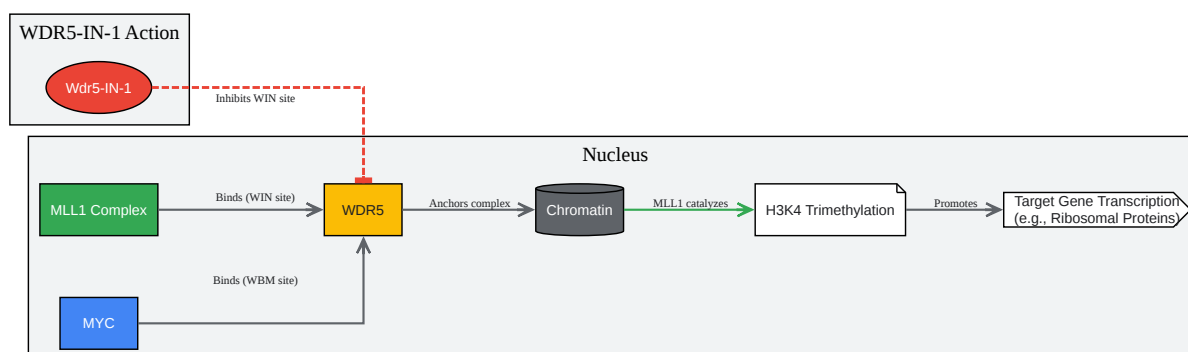 WDR5-IN-1 Action
Wdr5-IN-1
Inhibits WIN site
Nucleus
MLL1 Complex
Binds (WIN site)
WDR5
Anchors complex
Chromatin
MLL1 catalyzes
H3K4 Trimethylation
Promotes
Target Gene Transcription
(e.g., Ribosomal Proteins)
Binds (WBM site)
MYC